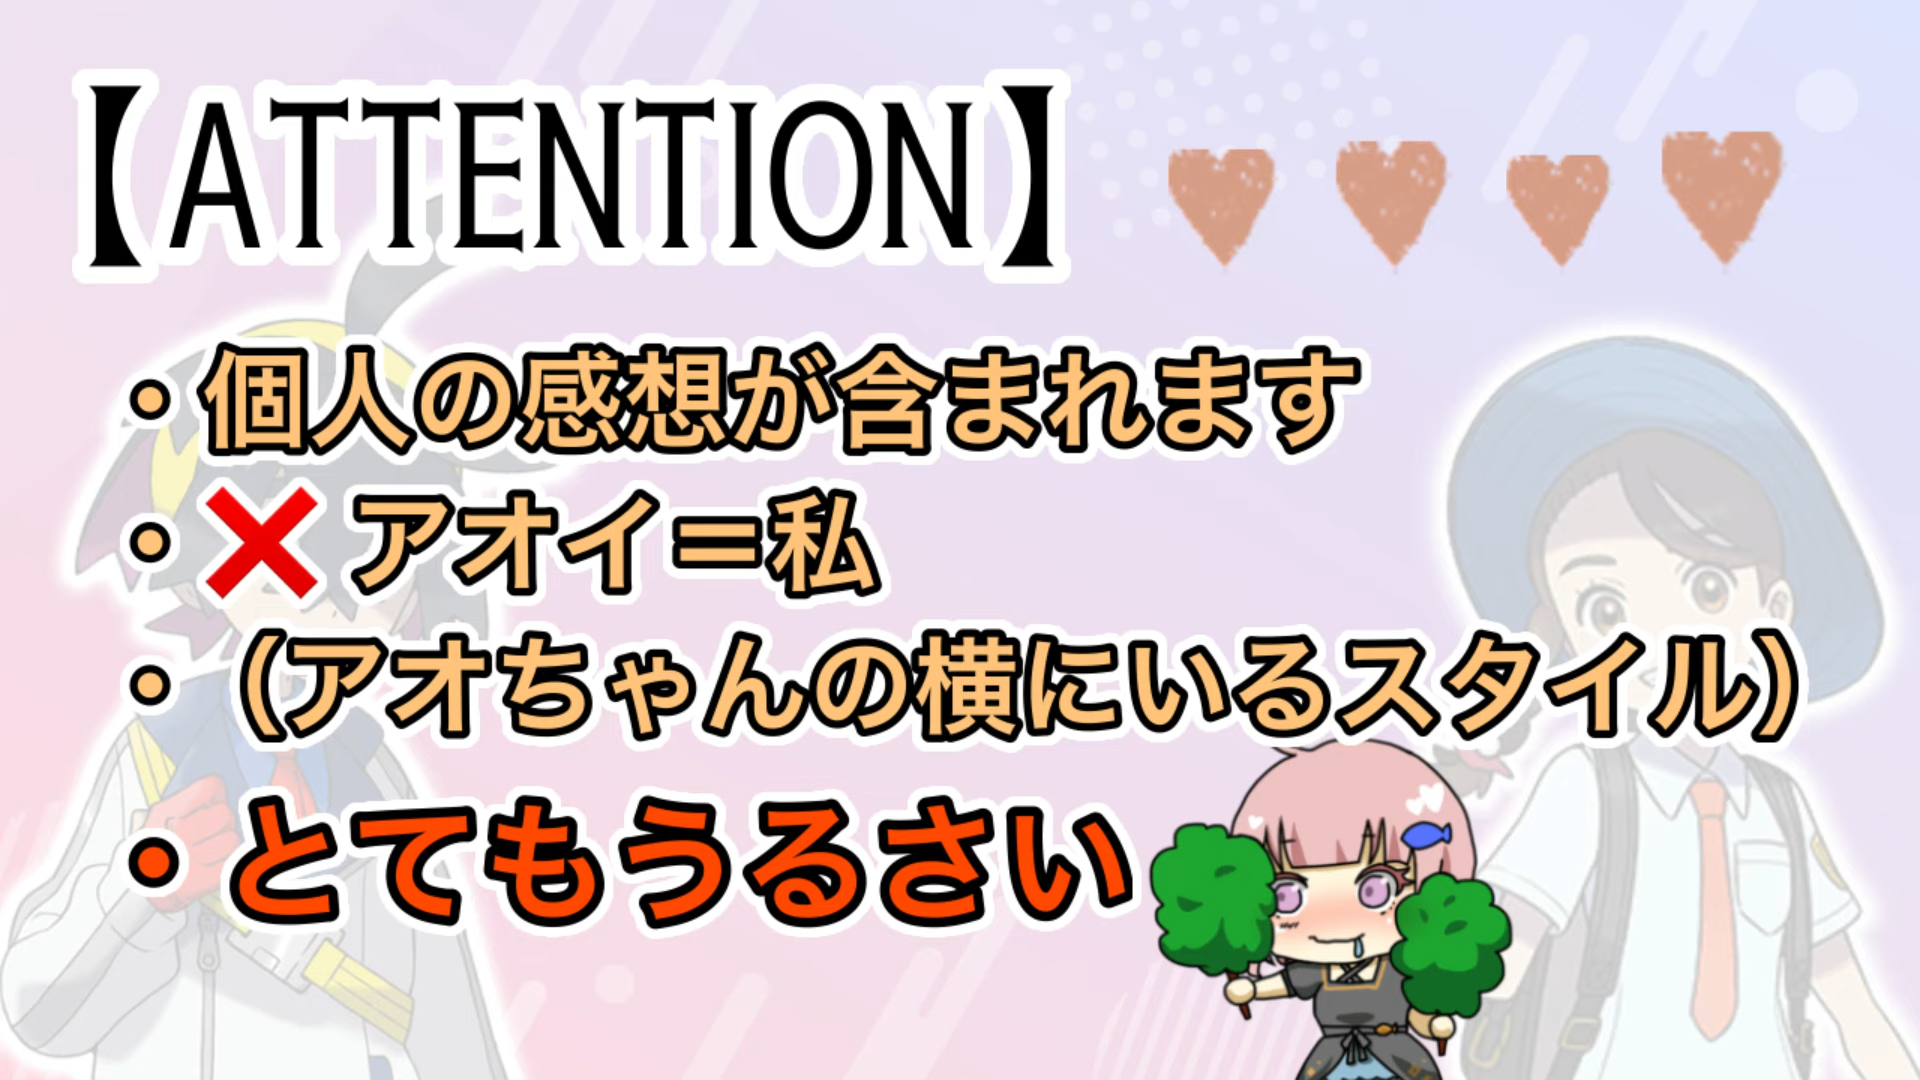 【ATTENTION】
・個人の感想が含まれます
・❌アオイ＝私
・（アオちゃんの横にいるスタイル）
・とてもうるさい